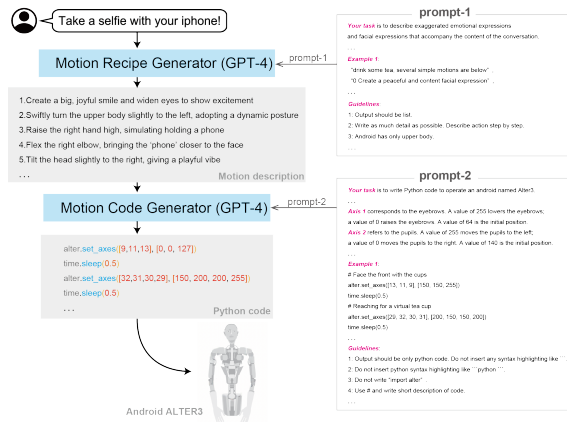 Take a selfie with your iphone!
Motion Recipe Generator (GPT-4)
prompt-1
1.Create a big, joyful smile and widen eyes to show excitement
2.Swiftly turn the upper body slightly to the left, adopting a dynamic posture
3.Raise the right hand high, simulating holding a phone
4.Flex the right elbow, bringing the 'phone' closer to the face
5.Tilt the head slightly to the right, giving a playful vibe
...
Motion description
Motion Code Generator (GPT-4)
prompt-2
alter.set_axes([9,11,13], [0, 0, 127])
time.sleep(0.5)
alter.set_axes([32,31,30,29], [150, 200, 200, 255])
time.sleep(0.5)
...
Python code
Android ALTER3
prompt-1
Your task is to describe exaggerated emotional expressions
and facial expressions that accompany the content of the conversation.
...
Example 1:
"drink some tea: several simple motions are below" ,
"0 Create a peaceful and content facial expression" ,
...
Guidelines:
1: Output should be list.
2: Write as much detail as possible. Describe action step by step.
3: Android has only upper body.
...
prompt-2
Your task is to write Python code to operate an android named Alter3.
...
Axis 1 corresponds to the eyebrows. A value of 255 lowers the eyebrows;
a value of 0 raises the eyebrows. A value of 64 is the initial position.
Axis 2 refers to the pupils. A value of 255 moves the pupils to the left;
a value of 0 moves the pupils to the right. A value of 140 is the initial position.
...
Example 1:
# Face the front with the cups
alter.set_axes([13, 11, 9], [150, 150, 255])
time.sleep(0.5)
# Reaching for a virtual tea cup
alter.set_axes([29, 32, 30, 31], [200, 150, 150, 200])
time.sleep(0.5)
...
Guidelines:
1. Output should be only python code. Do not insert any syntax highlighting like ```.
2. Do not insert python syntax highlighting like ```python ```.
3. Do not write "import alter" .
4. Use # and write short description of code.
...